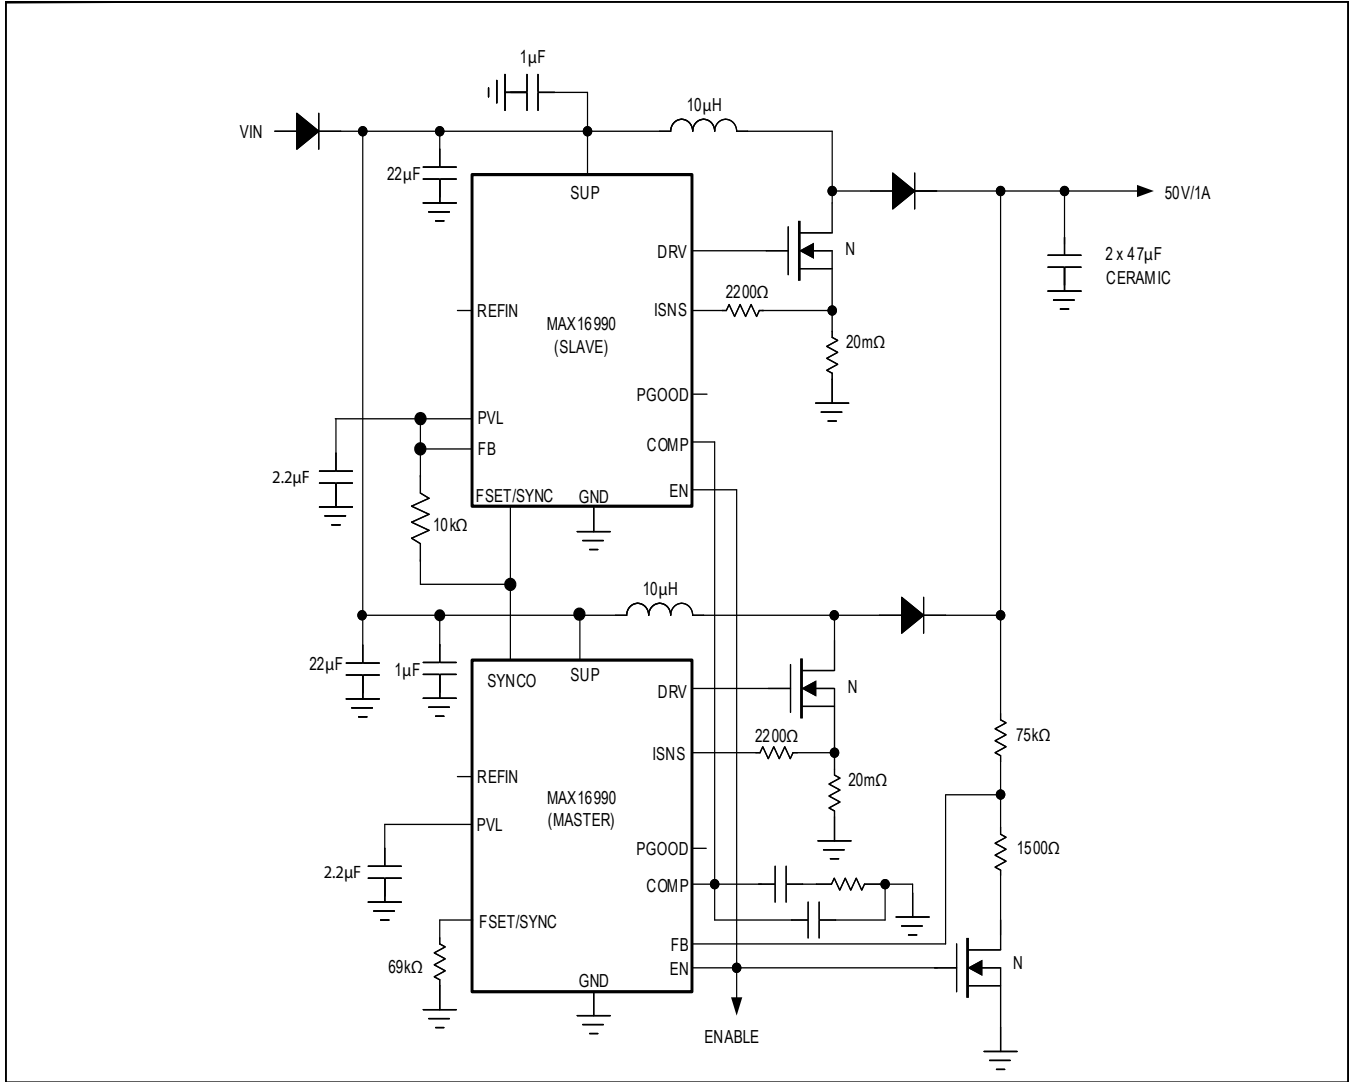 1µF
10µH
VIN
22µF
SUP
50V/1A
DRV
N
2 x 47µF
CERAMIC
2200Ω
REFIN
ISNS
MAX16990
(SLAVE)
20mΩ
PGOOD
PVL
COMP
FB
2.2µF
EN
FSET/SYNC
GND
10kΩ
10µH
22µF
1µF
SYNCO
SUP
DRV
N
2200Ω
75kΩ
ISNS
REFIN
20mΩ
MAX16990
(MASTER)
PVL
PGOOD
1500Ω
2.2µF
COMP
FSET/SYNC
FB
69kΩ
EN
N
GND
ENABLE